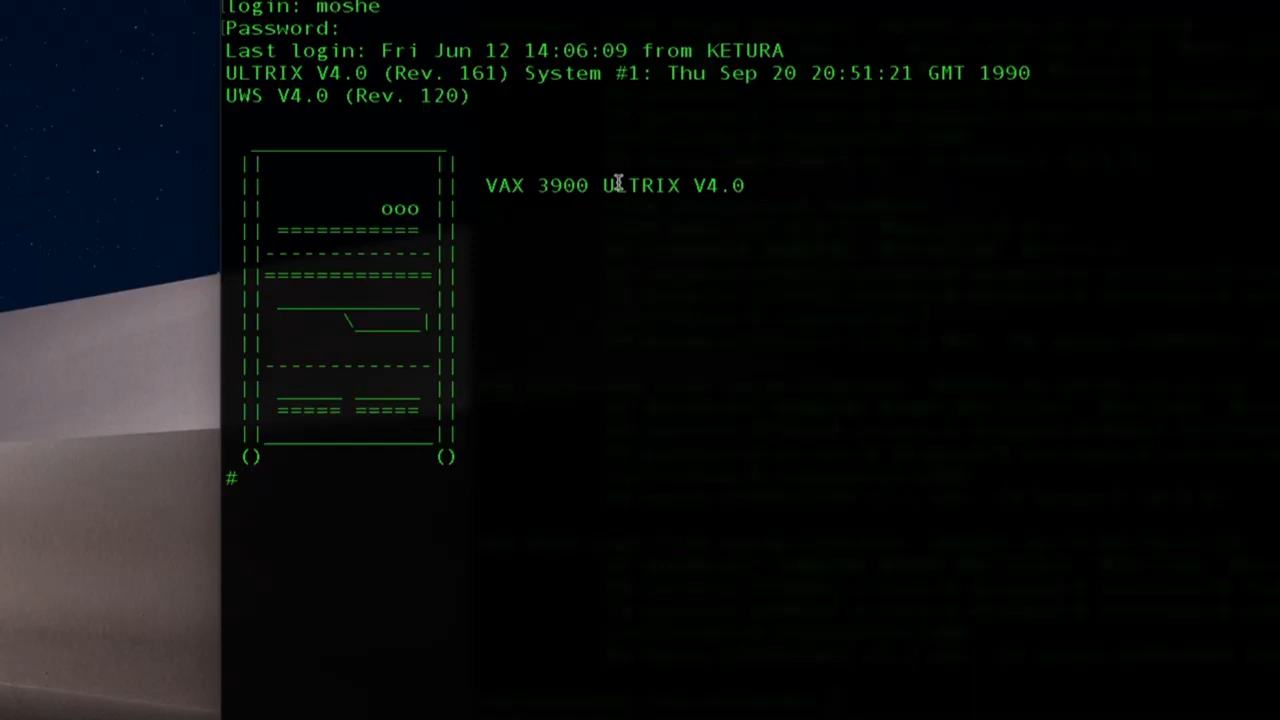 login: moshe
Password:
Last login: Fri Jun 12 14:06:09 from KETURA
ULTRIX V4.0 (Rev. 161) System #1: Thu Sep 20 20:51:21 GMT 1990
UWS V4.0 (Rev. 120)
VAX 3900 ULTRIX V4.0
ooo
#